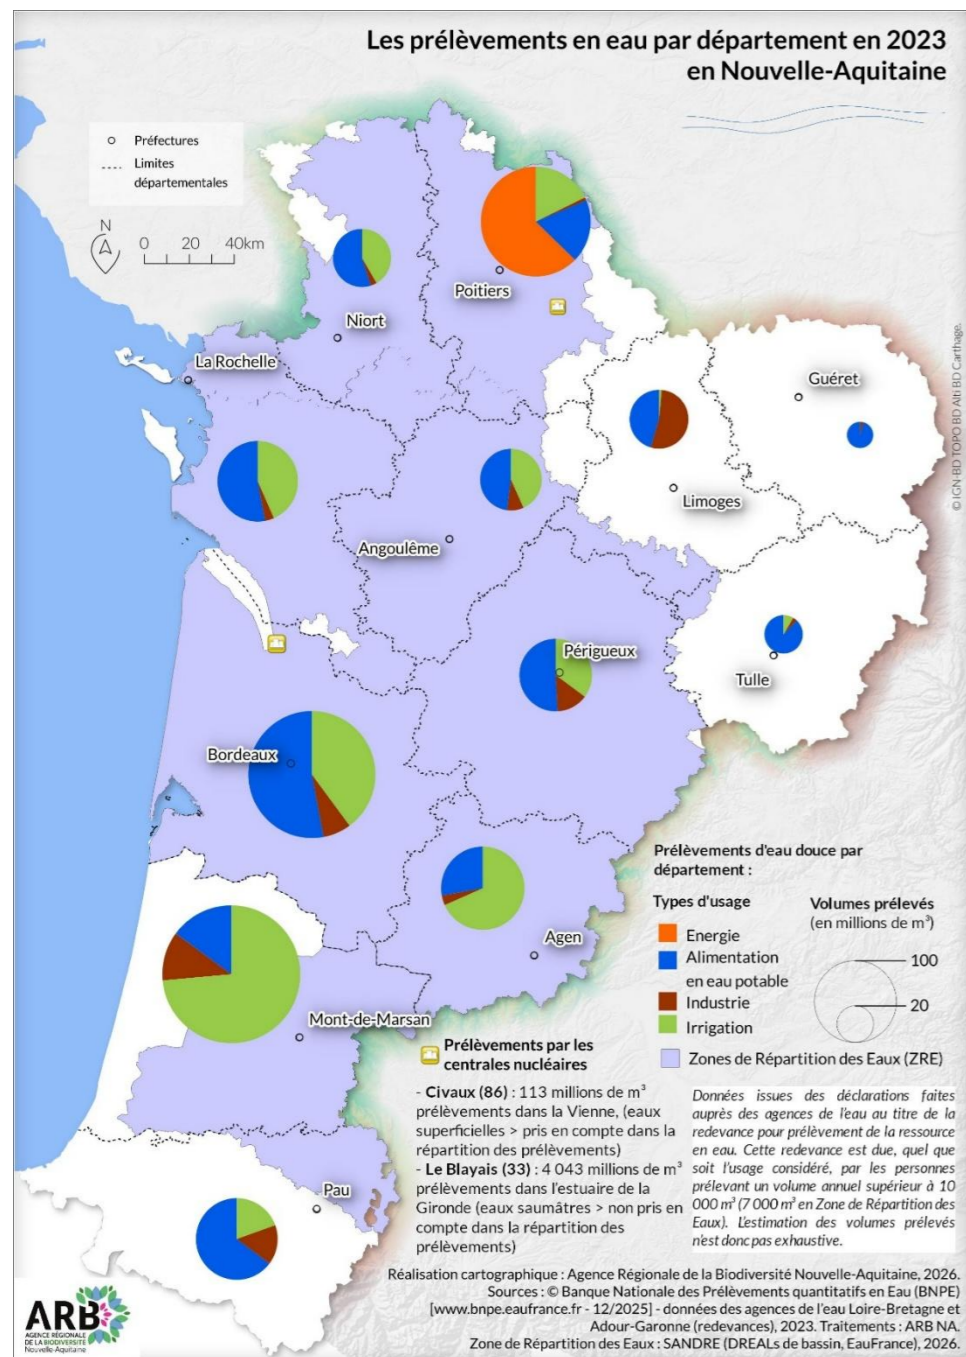 Les prélèvements en eau par département en 2023
en Nouvelle-Aquitaine
Préfectures
Limites
départementales
N
0 20 40km
Poitiers
Niort
La Rochelle
Guéret
Limoges
Angoulême
Périgueux
Tulle
Bordeaux
Agen
Mont-de-Marsan
Pau
© IGN-BD TOPO BD Alti BD Carthage.
Prélèvements d'eau douce par
département :
Types d'usage
Energie
Alimentation
en eau potable
Industrie
Irrigation
Volumes prélevés
(en millions de m³)
100
20
Zones de Répartition des Eaux (ZRE)
Prélèvements par les
centrales nucléaires
- Civaux (86) : 113 millions de m³
prélèvements dans la Vienne, (eaux
superficielles > pris en compte dans la
répartition des prélèvements)
- Le Blayais (33) : 4 043 millions de m³
prélèvements dans l'estuaire de la
Gironde (eaux saumâtres > non pris en
compte dans la répartition des
prélèvements)
Données issues des déclarations faites
auprès des agences de l'eau au titre de la
redevance pour prélèvement de la ressource
en eau. Cette redevance est due, quel que
soit l'usage considéré, par les personnes
prélevant un volume annuel supérieur à 10
000 m³ (7 000 m³ en Zone de Répartition des
Eaux). L'estimation des volumes prélevés
n'est donc pas exhaustive.
Réalisation cartographique : Agence Régionale de la Biodiversité Nouvelle-Aquitaine, 2026.
Sources : © Banque Nationale des Prélèvements quantitatifs en Eau (BNPE)
[www.bnpe.eaufrance.fr - 12/2025] - données des agences de l'eau Loire-Bretagne et
Adour-Garonne (redevances), 2023. Traitements : ARB NA.
Zone de Répartition des Eaux : SANDRE (DREALs de bassin, EauFrance), 2026.
ARB
AGENCE RÉGIONALE
DE LA BIODIVERSITÉ
Nouvelle-Aquitaine